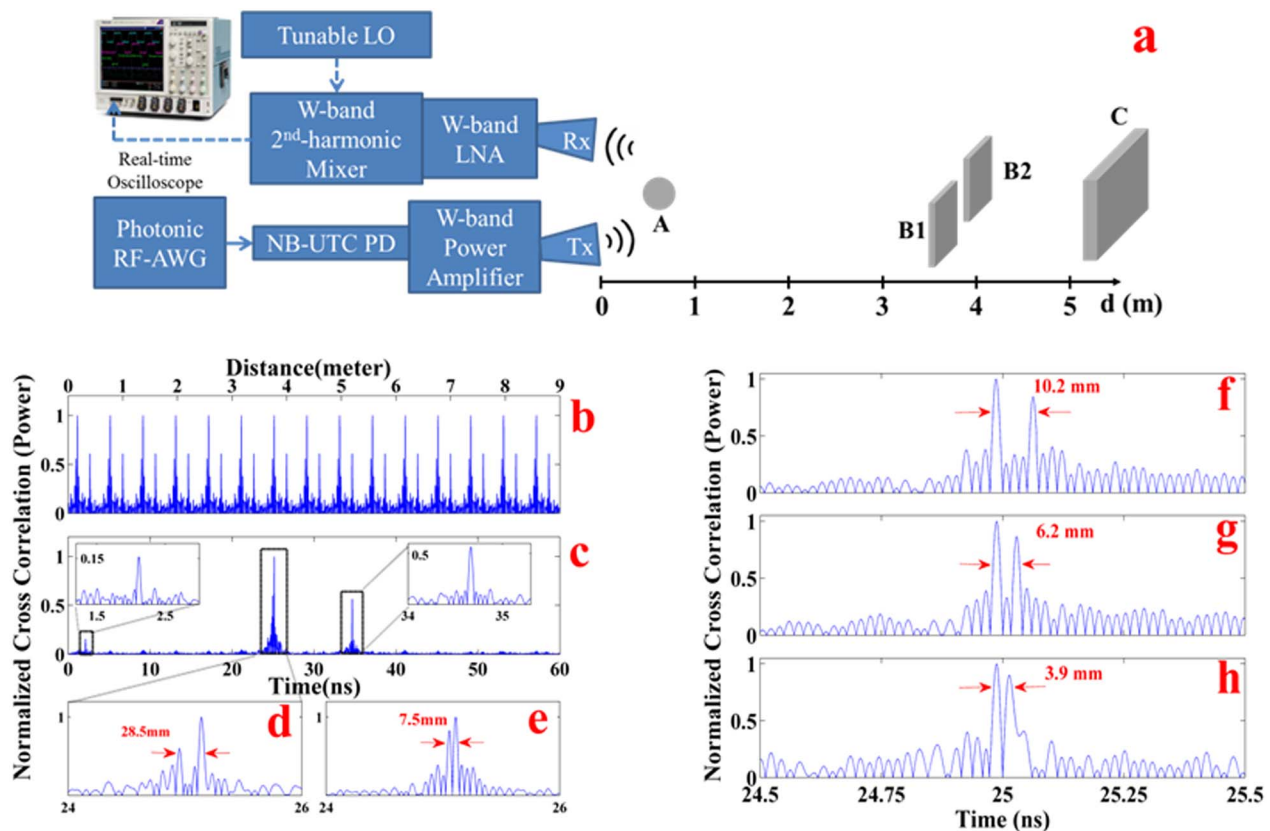 a
Tunable LO
W-band
2nd-harmonic
Mixer
W-band
LNA
Rx
Real-time
Oscilloscope
Photonic
RF-AWG
NB-UTC PD
W-band
Power
Amplifier
Tx
A
B1
B2
C
0 1 2 3 4 5 d (m)
Distance(meter)
0 1 2 3 4 5 6 7 8 9
Normalized Cross Correlation (Power)
1
0.5
0
b
1
0.5
0
c
0.15
1.5 2.5
0.5
34 35
0 10 20 30 40 50 60
Time(ns)
1
28.5mm
d
24 26
1
7.5mm
e
24 26
Normalized Cross Correlation (Power)
1
0.5
0
10.2 mm
f
1
0.5
0
6.2 mm
g
1
0.5
0
3.9 mm
h
24.5 24.75 25 25.25 25.5
Time (ns)